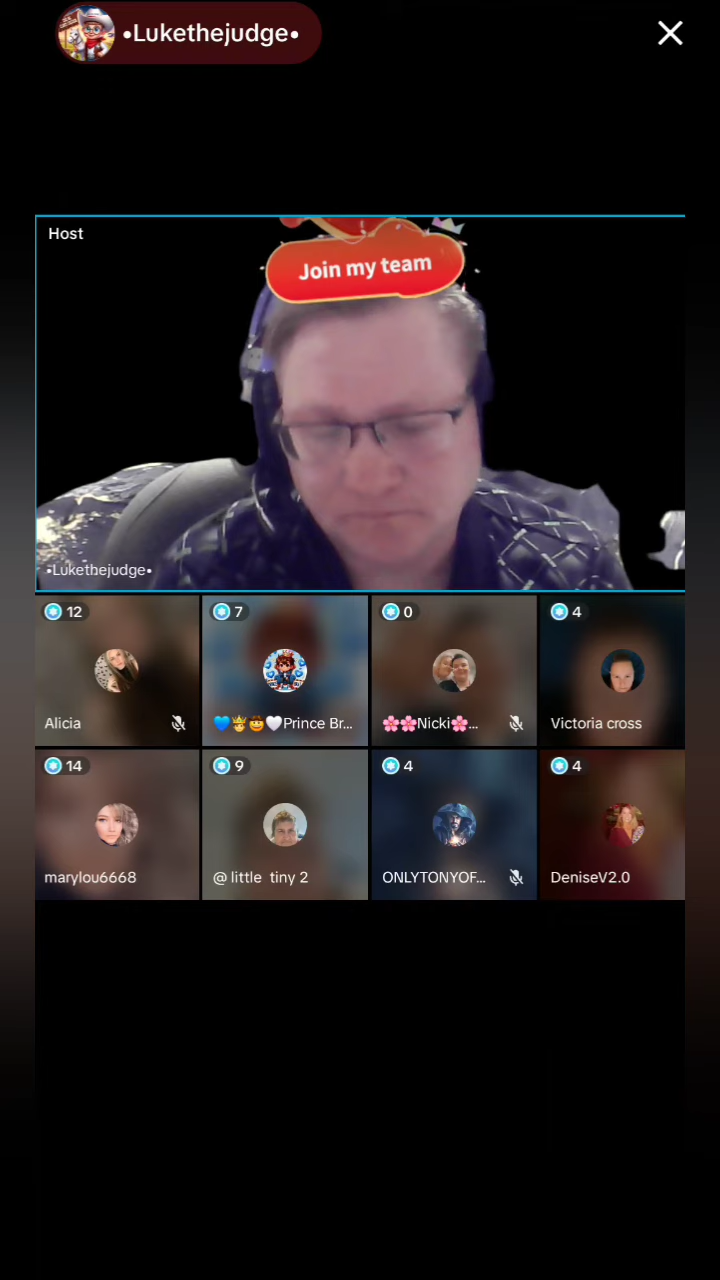 •Lukethejudge•
Host
Join my team
•Lukethejudge•
12
7
0
4
Alicia
💙🤴🤠🤍Prince Br...
🌸🌸Nicki🌸...
Victoria cross
14
9
4
4
marylou6668
@ little tiny 2
ONLYTONYOF...
DeniseV2.0